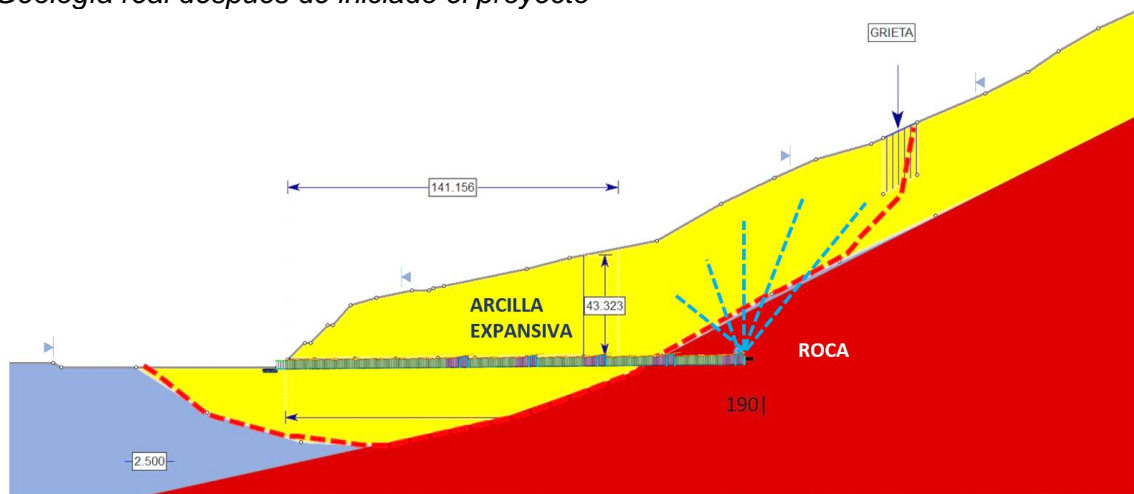 Geología real después de iniciado el proyecto
GRIETA
141.156
ARCILLA
EXPANSIVA
43.323
ROCA
190|
2.500